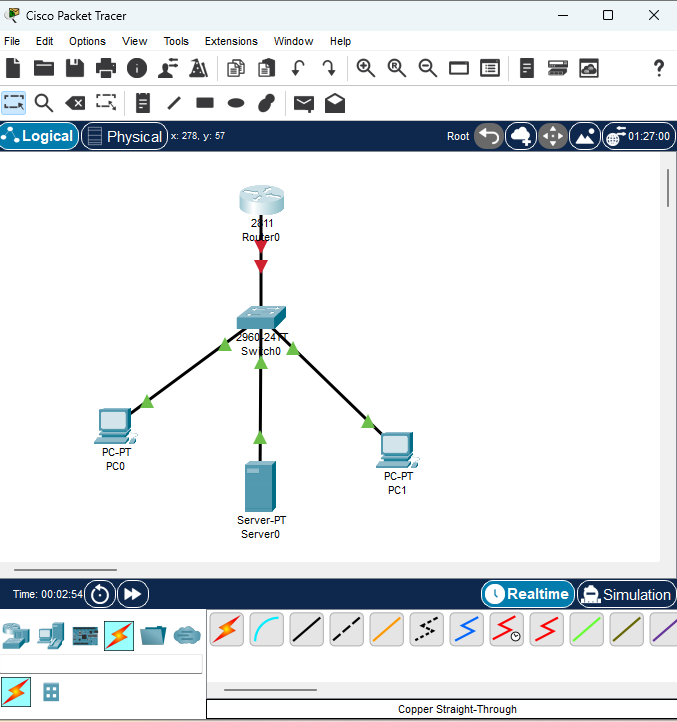 Cisco Packet Tracer
File Edit Options View Tools Extensions Window Help
Logical Physical x: 278, y: 57 Root 01:27:00
2811
Router0
2960-24TT
Switch0
PC-PT
PC0
PC-PT
PC1
Server-PT
Server0
Time: 00:02:54 Realtime Simulation
Copper Straight-Through